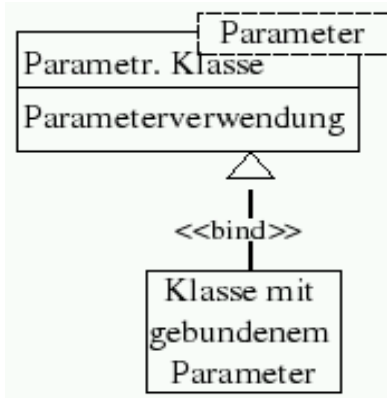 Parameter
Parametr. Klasse
Parameterverwendung
<<bind>>
Klasse mit
gebundenem
Parameter